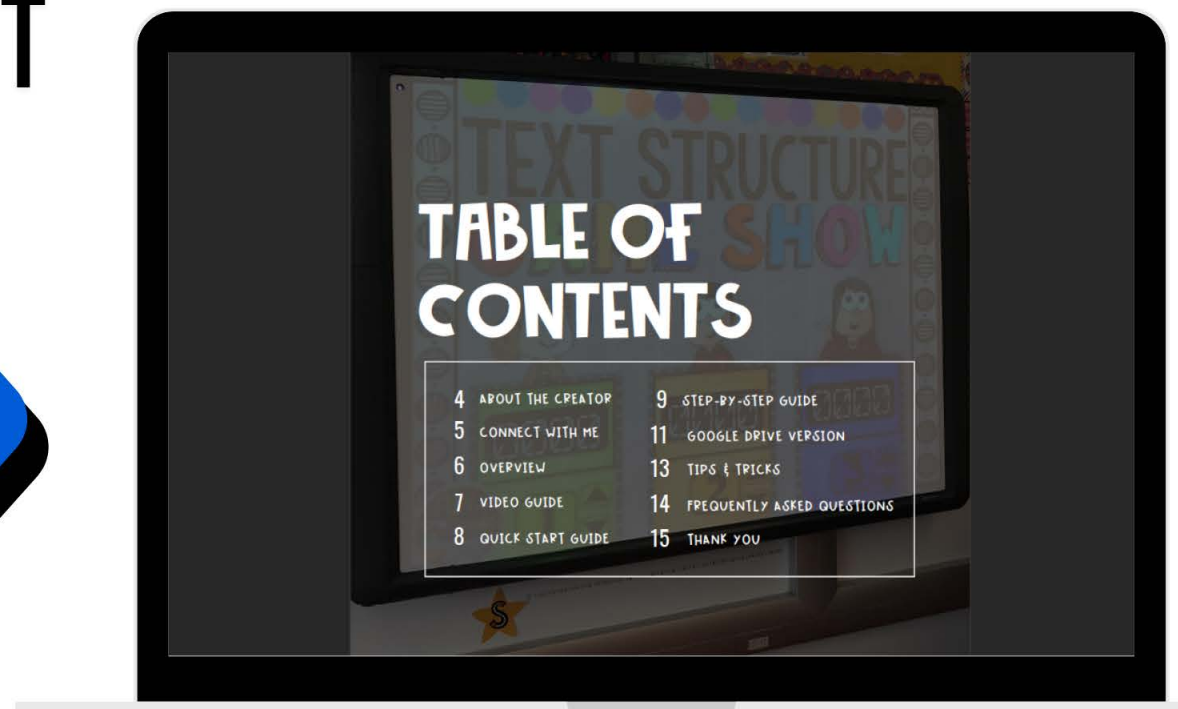 T
TEXT STRUCTURE
GAME SHOW
TABLE OF
CONTENTS
4 ABOUT THE CREATOR
5 CONNECT WITH ME
6 OVERVIEW
7 VIDEO GUIDE
8 QUICK START GUIDE
9 STEP-BY-STEP GUIDE
11 GOOGLE DRIVE VERSION
13 TIPS & TRICKS
14 FREQUENTLY ASKED QUESTIONS
15 THANK YOU
S